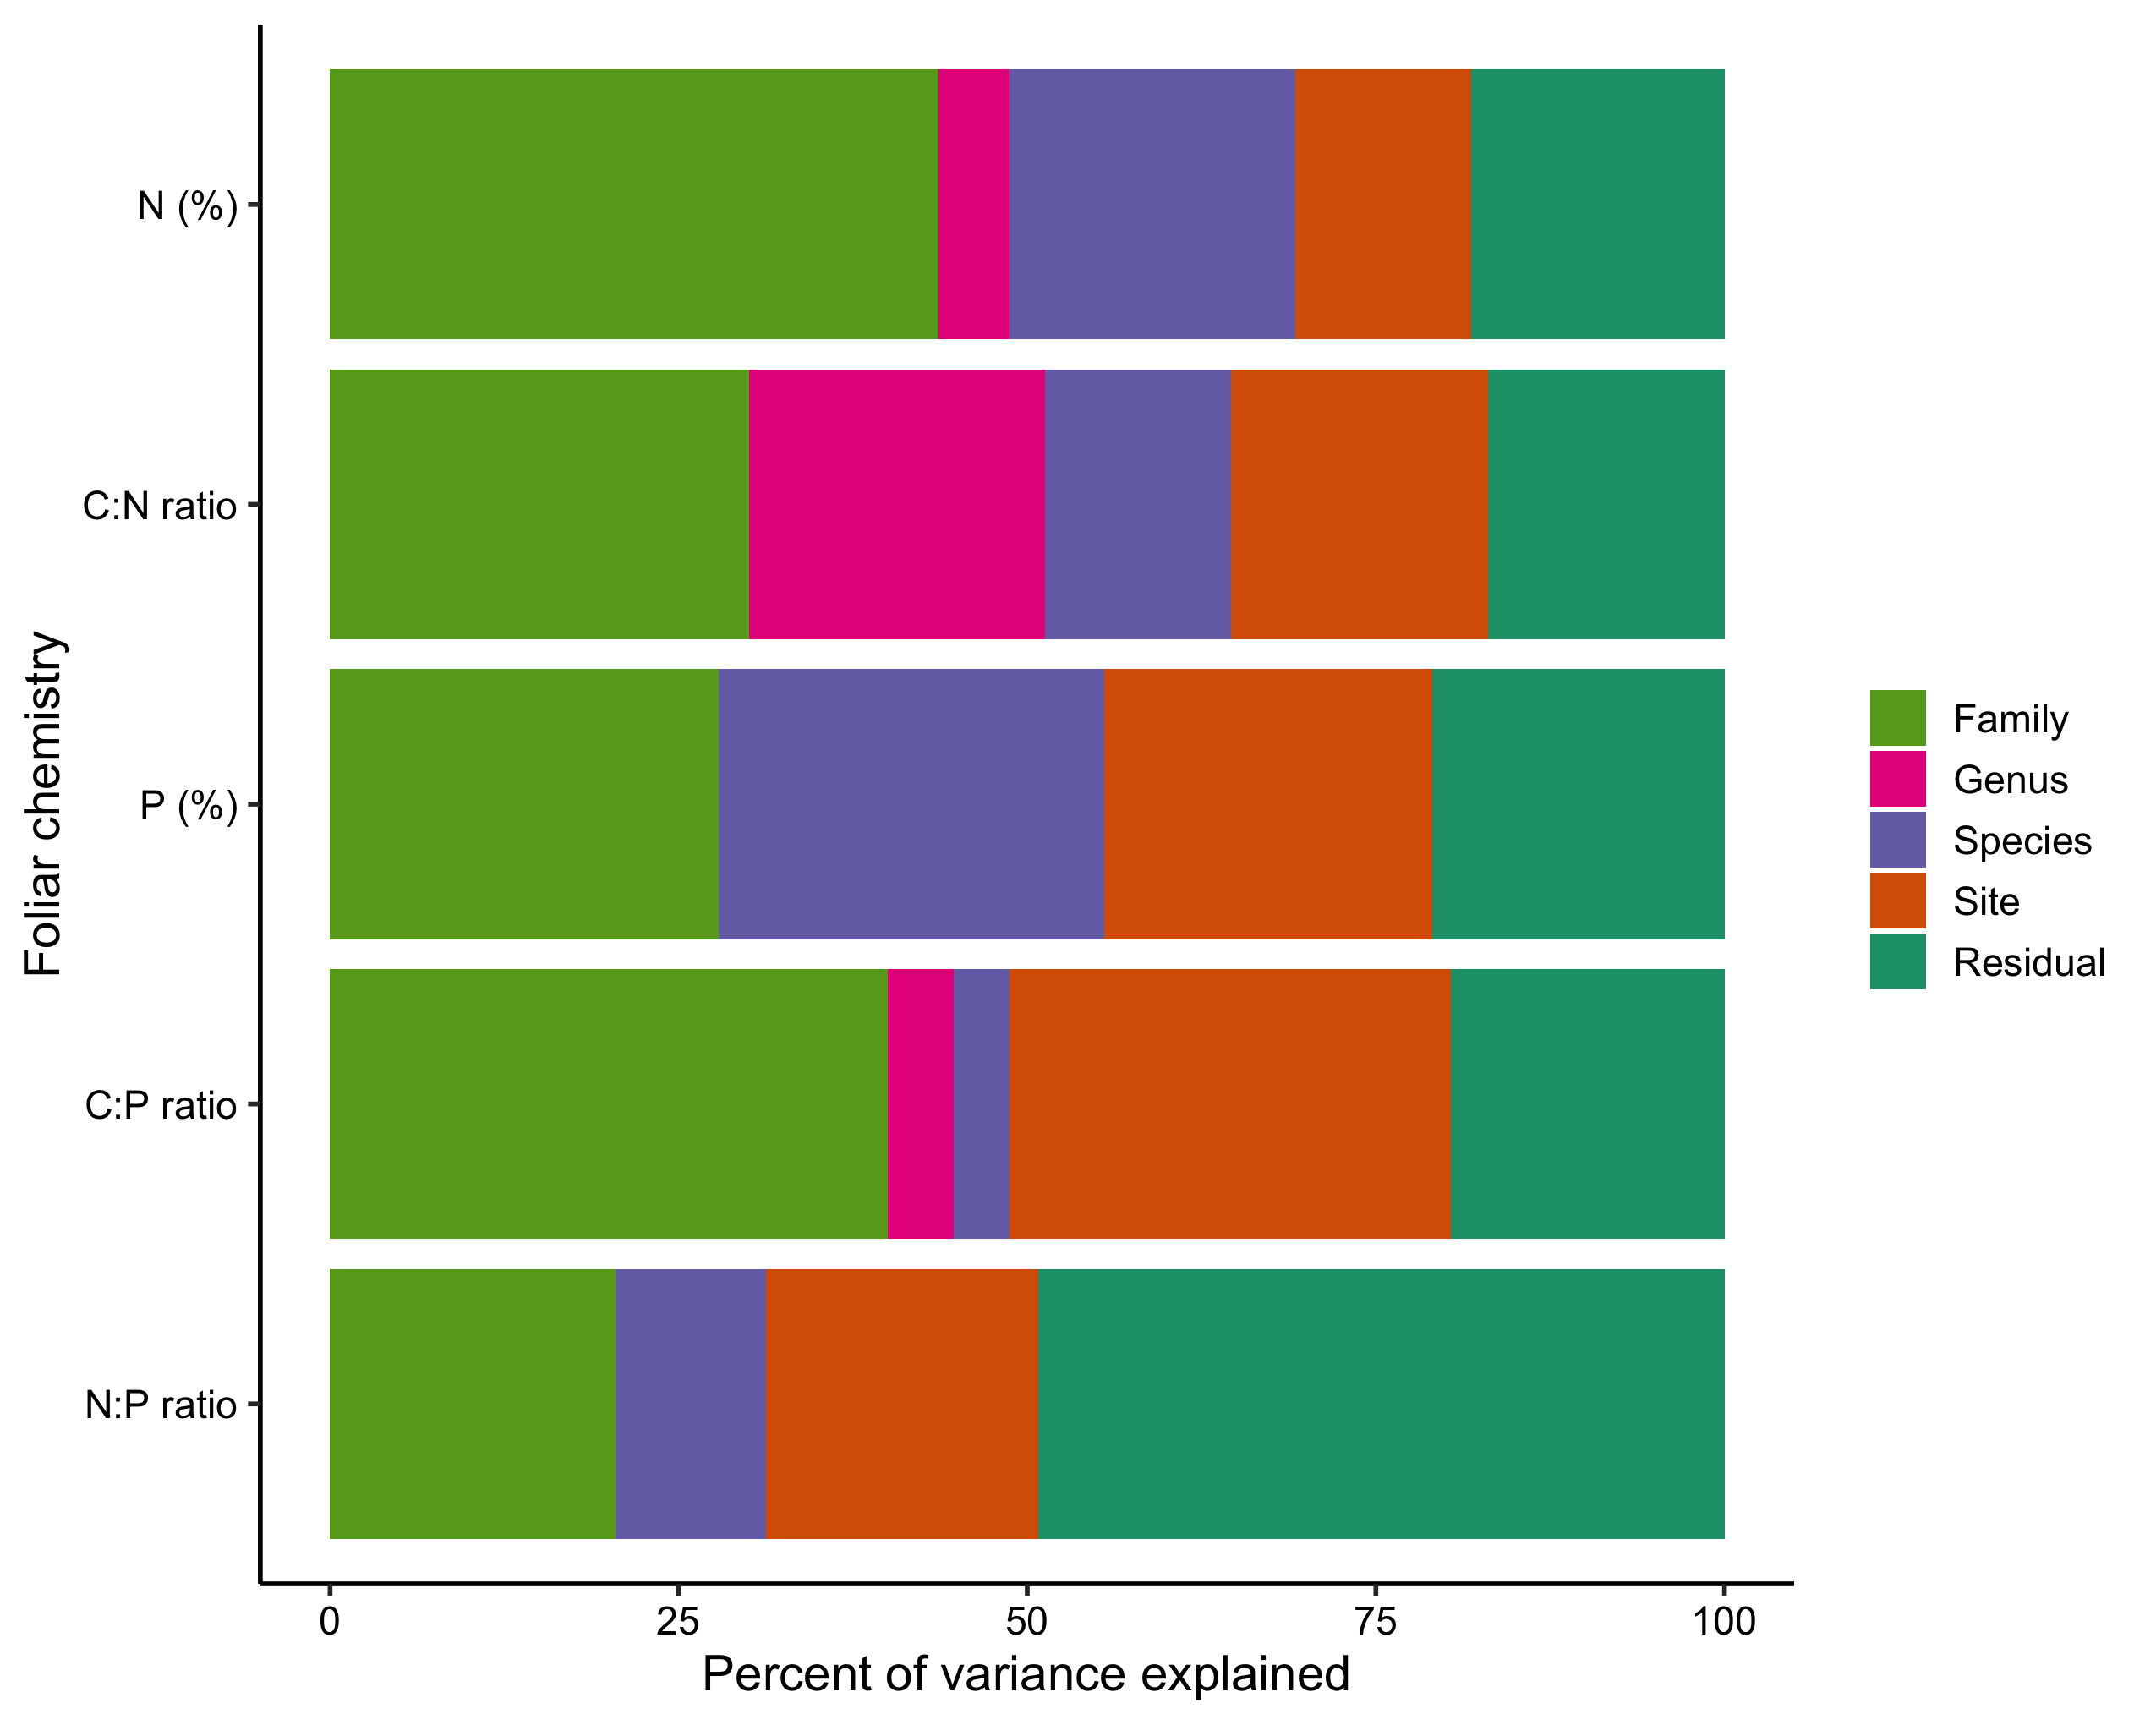 Foliar chemistry
N (%)
C:N ratio
P (%)
C:P ratio
N:P ratio
0 25 50 75 100
Percent of variance explained
Family
Genus
Species
Site
Residual